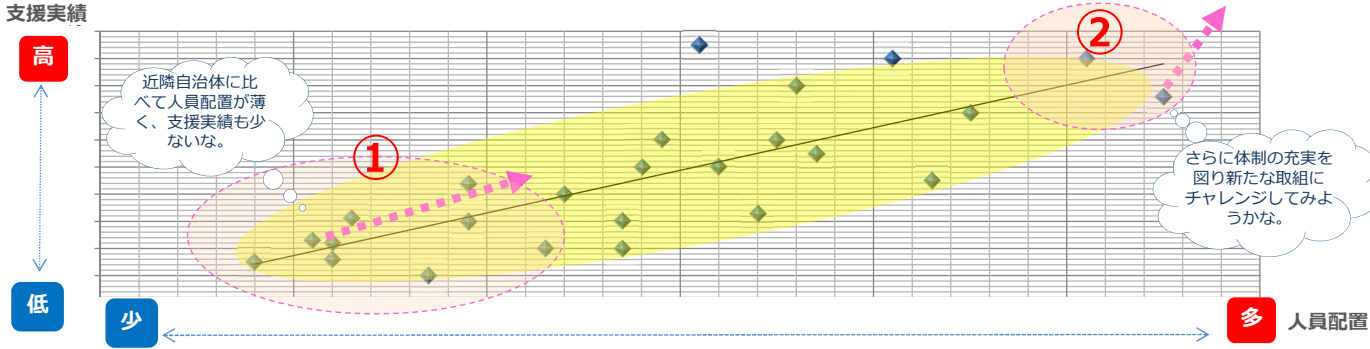 支援実績
高
近隣自治体に比
べて人員配置が薄
く、支援実績も少
ないな。
①
②
さらに体制の充実を
図り新たな取組に
チャレンジしてみよ
うかな。
低
少
多
人員配置